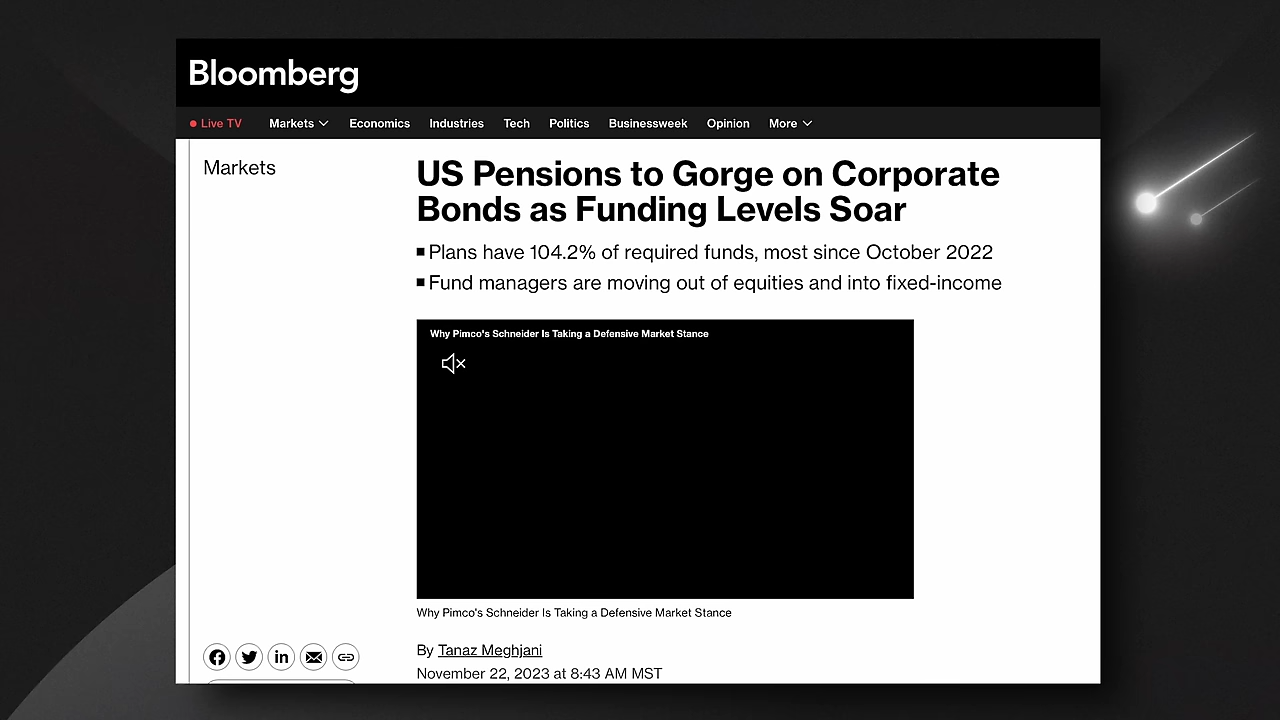 Bloomberg
Live TV Markets Economics Industries Tech Politics Businessweek Opinion More
Markets
US Pensions to Gorge on Corporate
Bonds as Funding Levels Soar
Plans have 104.2% of required funds, most since October 2022
Fund managers are moving out of equities and into fixed-income
Why Pimco's Schneider Is Taking a Defensive Market Stance
Why Pimco's Schneider Is Taking a Defensive Market Stance
By Tanaz Meghjani
November 22, 2023 at 8:43 AM MST